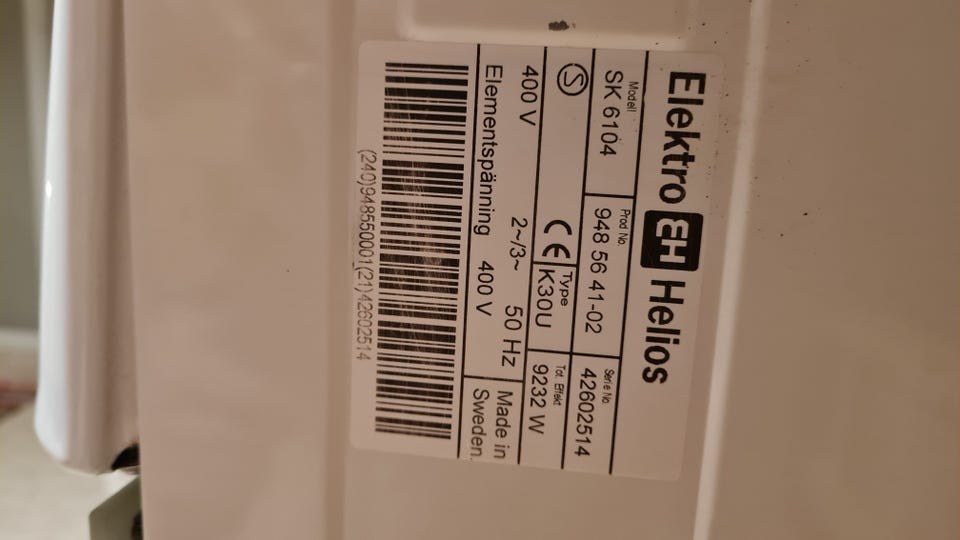 Elektro EH Helios
Modell Prod No. Serie No.
SK 6104 948 56 41-02 42602514
S CE Type K30U Tot. Effekt 9232 W
400 V 2~/3~ 50 Hz Made in
Elementspänning 400 V Sweden.
(240)948550001(21)42602514